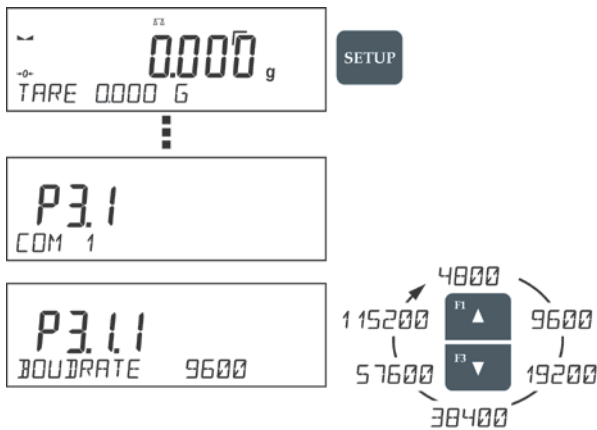 0.000 g
→0←
TARE 0.000 G
SETUP
P3.1
COM 1
P3.1.1
BOUDRATE 9600
4800
9600
19200
38400
57600
115200
F1
F3